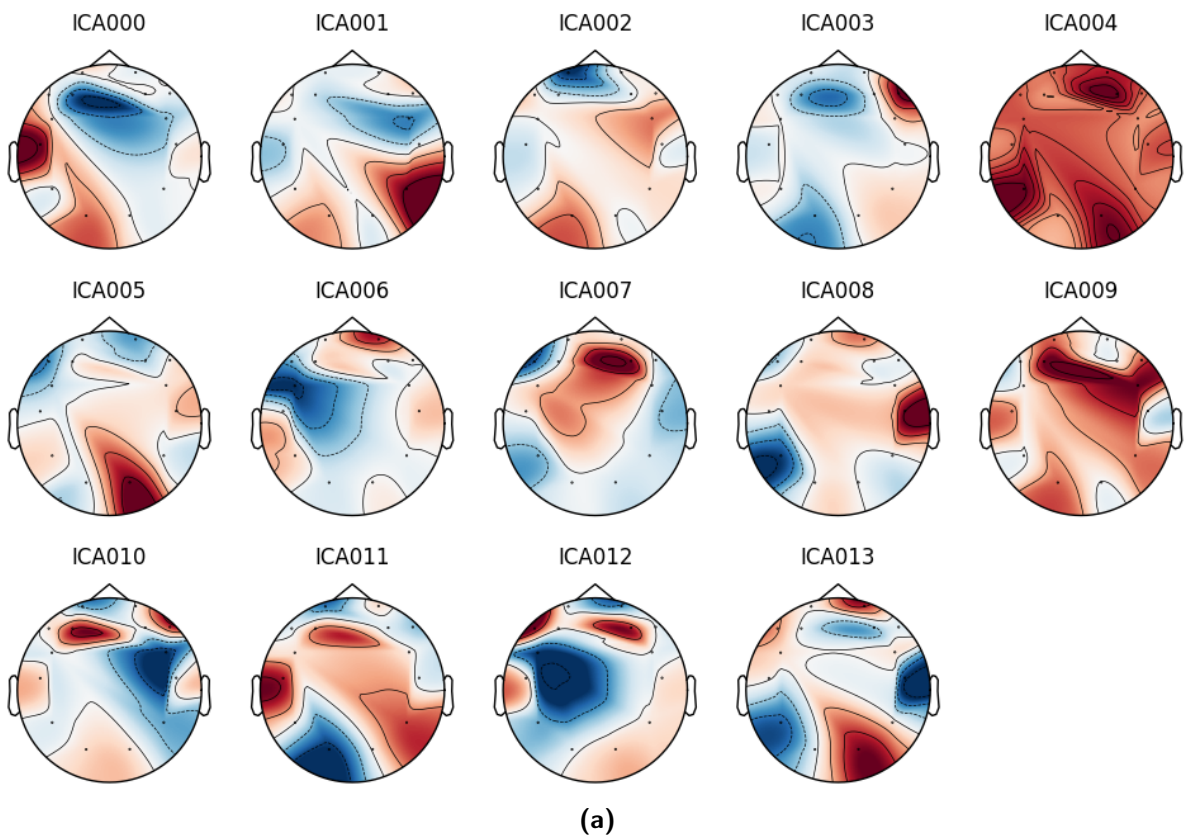 ICA000 ICA001 ICA002 ICA003 ICA004
ICA005 ICA006 ICA007 ICA008 ICA009
ICA010 ICA011 ICA012 ICA013
(a)